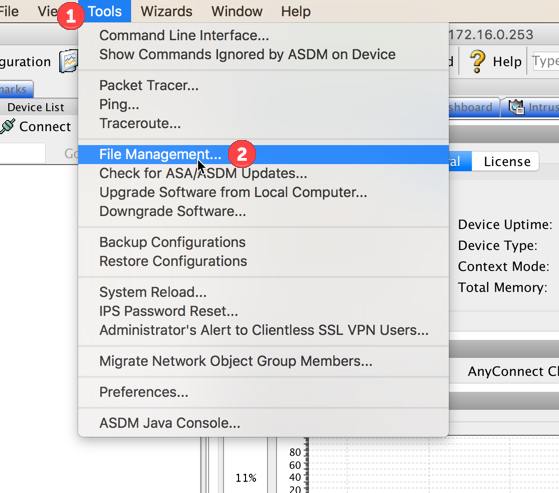 File Vie 1 Tools Wizards Window Help
172.16.0.253
guration
d Help Type
marks
Device List
shboard Intrus
Connect
Go
Command Line Interface...
Show Commands Ignored by ASDM on Device
Packet Tracer...
Ping...
Traceroute...
File Management... 2
Check for ASA/ASDM Updates...
Upgrade Software from Local Computer...
Downgrade Software...
Backup Configurations
Restore Configurations
System Reload...
IPS Password Reset...
Administrator's Alert to Clientless SSL VPN Users...
Migrate Network Object Group Members...
Preferences...
ASDM Java Console...
al License
Device Uptime:
Device Type:
Context Mode:
Total Memory:
AnyConnect Cl
11%
80
60
40
20